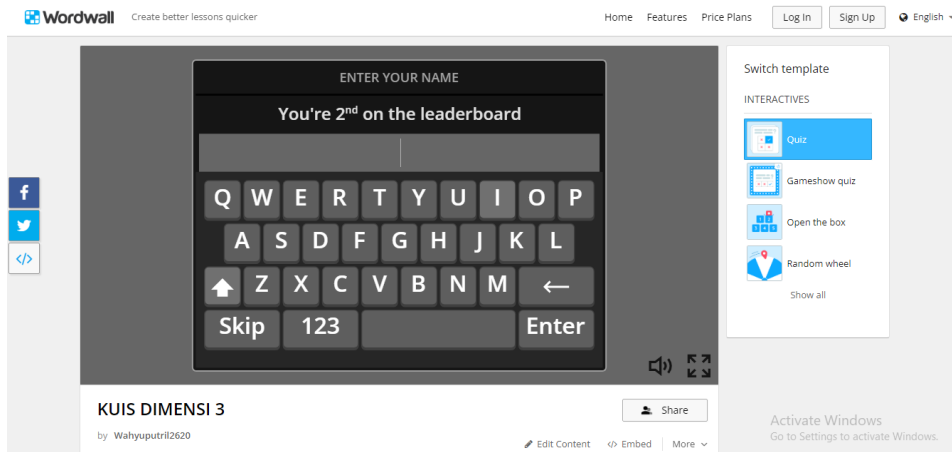 Wordwall Create better lessons quicker Home Features Price Plans Log In Sign Up English
ENTER YOUR NAME
You're 2nd on the leaderboard
Q W E R T Y U I O P
A S D F G H J K L
Z X C V B N M ←
Skip 123 Enter
Switch template
INTERACTIVES
Quiz
Gameshow quiz
Open the box
Random wheel
Show all
f
</>
KUIS DIMENSI 3
Share
by Wahyuputril2620
Edit Content </> Embed More
Activate Windows
Go to Settings to activate Windows.